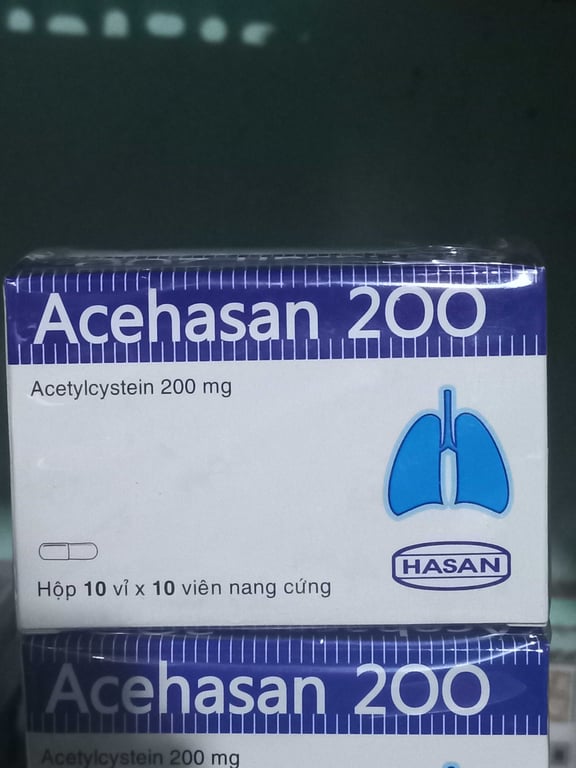 Acehasan 200
Acetylcystein 200 mg
HASAN
Hộp 10 vỉ x 10 viên nang cứng
Acehasan 200
Acetylcystein 200 mg